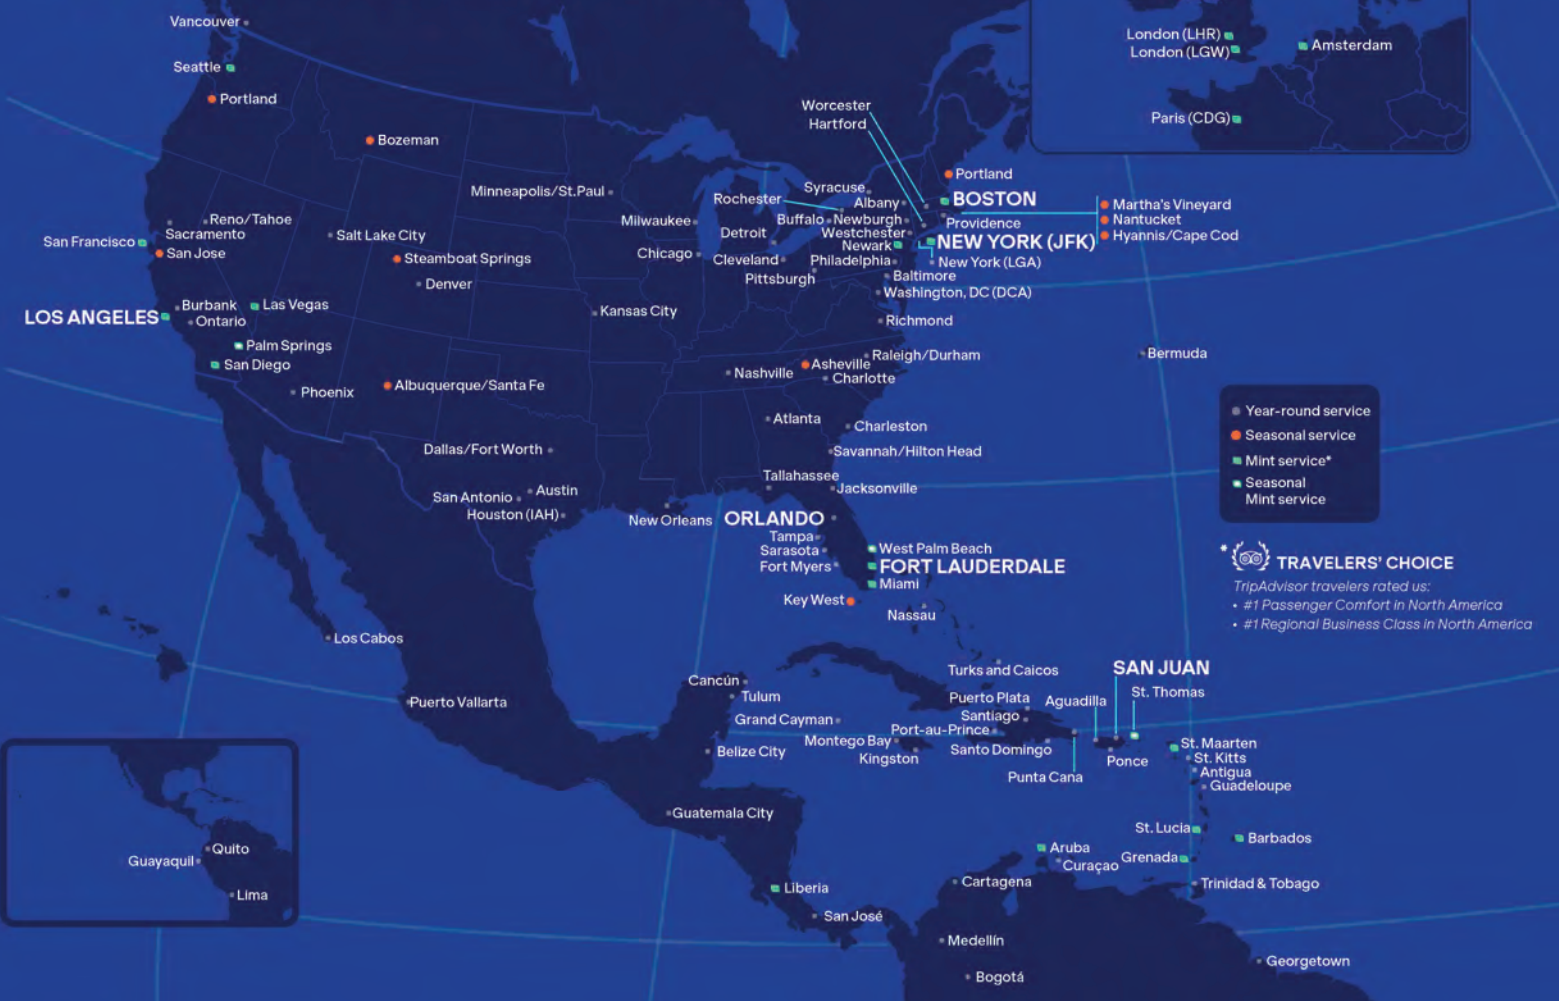 Vancouver
Seattle
Portland
Bozeman
Minneapolis/St.Paul
Worcester
Hartford
London (LHR)
London (LGW)
Amsterdam
Paris (CDG)
Portland
Syracuse
Rochester
Albany
BOSTON
Martha's Vineyard
Nantucket
Hyannis/Cape Cod
Reno/Tahoe
Sacramento
San Francisco
San Jose
Salt Lake City
Steamboat Springs
Denver
Milwaukee
Detroit
Chicago
Buffalo
Newburgh
Providence
Westchester
Newark
NEW YORK (JFK)
New York (LGA)
Cleveland
Philadelphia
Pittsburgh
Baltimore
Washington, DC (DCA)
Burbank
Las Vegas
LOS ANGELES
Ontario
Kansas City
Richmond
Palm Springs
San Diego
Phoenix
Albuquerque/Santa Fe
Nashville
Asheville
Raleigh/Durham
Charlotte
Bermuda
Atlanta
Charleston
Dallas/Fort Worth
Savannah/Hilton Head
Tallahassee
Jacksonville
San Antonio
Austin
Houston (IAH)
New Orleans
ORLANDO
Tampa
Sarasota
Fort Myers
West Palm Beach
FORT LAUDERDALE
Miami
Key West
Nassau
Year-round service
Seasonal service
Mint service*
Seasonal
Mint service
* TRAVELERS' CHOICE
TripAdvisor travelers rated us:
• #1 Passenger Comfort in North America
• #1 Regional Business Class in North America
Los Cabos
Puerto Vallarta
Cancún
Tulum
Grand Cayman
Belize City
Montego Bay
Kingston
Turks and Caicos
Puerto Plata
Santiago
Port-au-Prince
Santo Domingo
Punta Cana
Aguadilla
SAN JUAN
St. Thomas
Ponce
St. Maarten
St. Kitts
Antigua
Guadeloupe
Guatemala City
St. Lucia
Barbados
Aruba
Curaçao
Grenada
Trinidad & Tobago
Cartagena
Liberia
San José
Medellín
Bogotá
Georgetown
Quito
Guayaquil
Lima